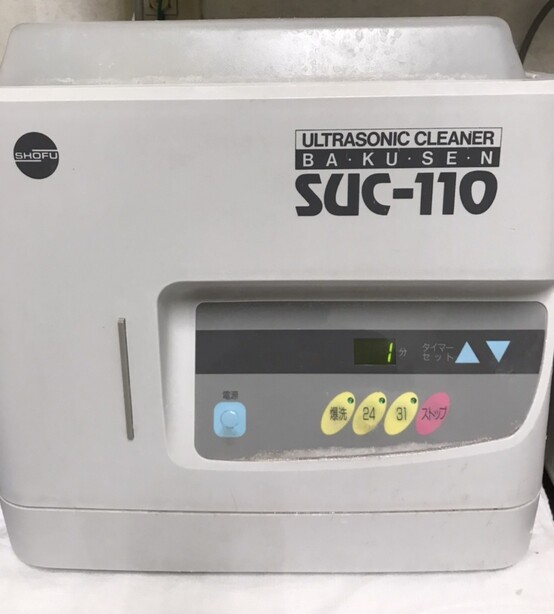 SHOFU
ULTRASONIC CLEANER
BA·KU·SE·N
SUC-110
1 分
タイマー
セット
電源
爆洗 24 31 ストップ